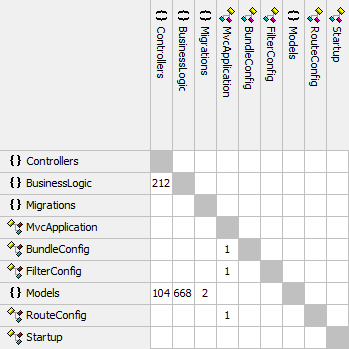 {} Controllers
{} BusinessLogic
{} Migrations
MvcApplication
BundleConfig
FilterConfig
{} Models
RouteConfig
Startup
{} Controllers
{} BusinessLogic 212
{} Migrations
MvcApplication
BundleConfig 1
FilterConfig 1
{} Models 104 668 2
RouteConfig 1
Startup